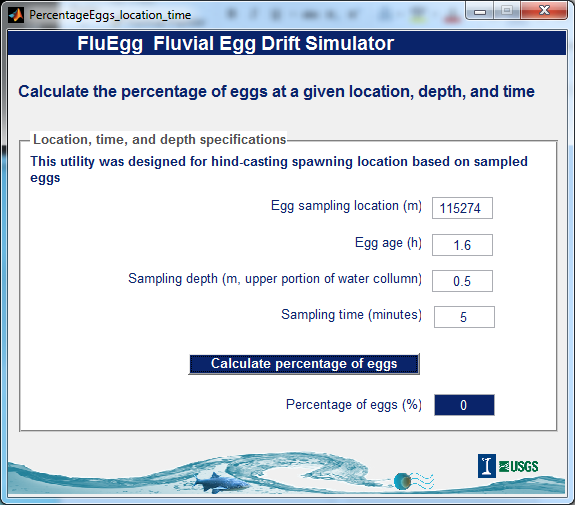 PercentageEggs_location_time
FluEgg Fluvial Egg Drift Simulator
Calculate the percentage of eggs at a given location, depth, and time
Location, time, and depth specifications
This utility was designed for hind-casting spawning location based on sampled
eggs
Egg sampling location (m) 115274
Egg age (h) 1.6
Sampling depth (m, upper portion of water collumn) 0.5
Sampling time (minutes) 5
Calculate percentage of eggs
Percentage of eggs (%) 0
I USGS